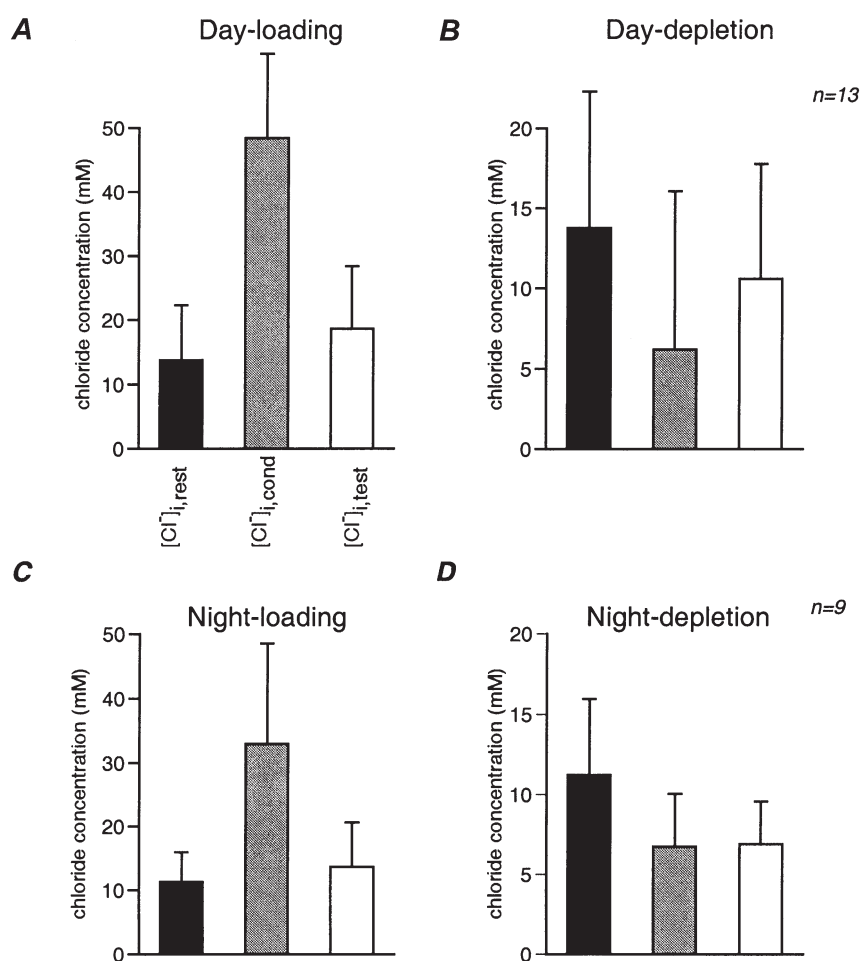 A
Day-loading
chloride concentration (mM)
50
40
30
20
10
0
[Cl⁻]i,rest
[Cl⁻]i,cond
[Cl⁻]i,test
B
Day-depletion
n=13
chloride concentration (mM)
20
15
10
5
0
C
Night-loading
chloride concentration (mM)
50
40
30
20
10
0
D
Night-depletion
n=9
chloride concentration (mM)
20
15
10
5
0